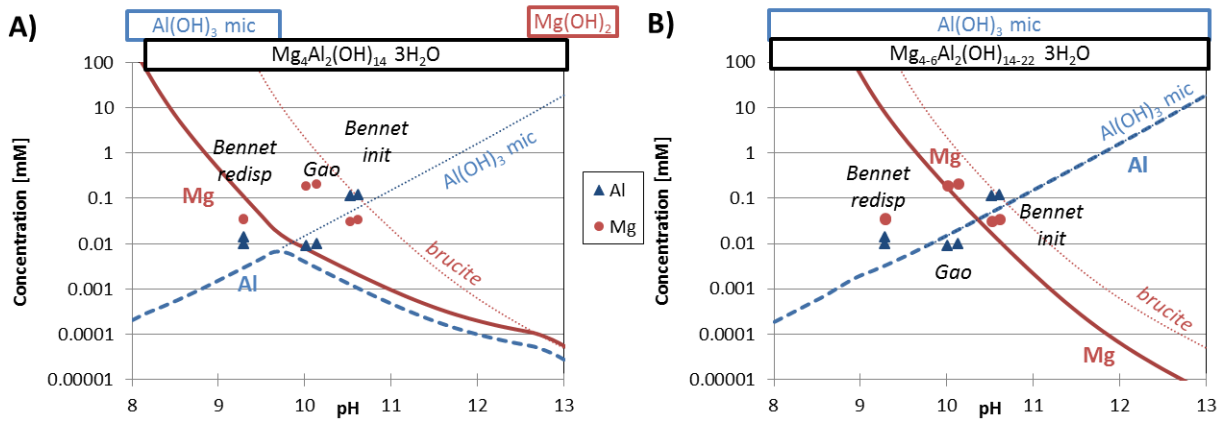 A)
Al(OH)₃ mic
Mg(OH)₂
Mg₄Al₂(OH)₁₄ 3H₂O
Concentration [mM]
100
10
1
0.1
0.01
0.001
0.0001
0.00001
8
9
10
11
12
13
pH
Bennet
redisp
Gao
Bennet
init
Mg
Al
Al(OH)₃ mic
brucite
Al
Mg
B)
Al(OH)₃ mic
Mg₄₋₆Al₂(OH)₁₄₋₂₂ 3H₂O
Concentration [mM]
100
10
1
0.1
0.01
0.001
0.0001
0.00001
8
9
10
11
12
13
pH
Mg
Bennet
redisp
Al(OH)₃ mic
Al
Bennet
init
Gao
brucite
Mg